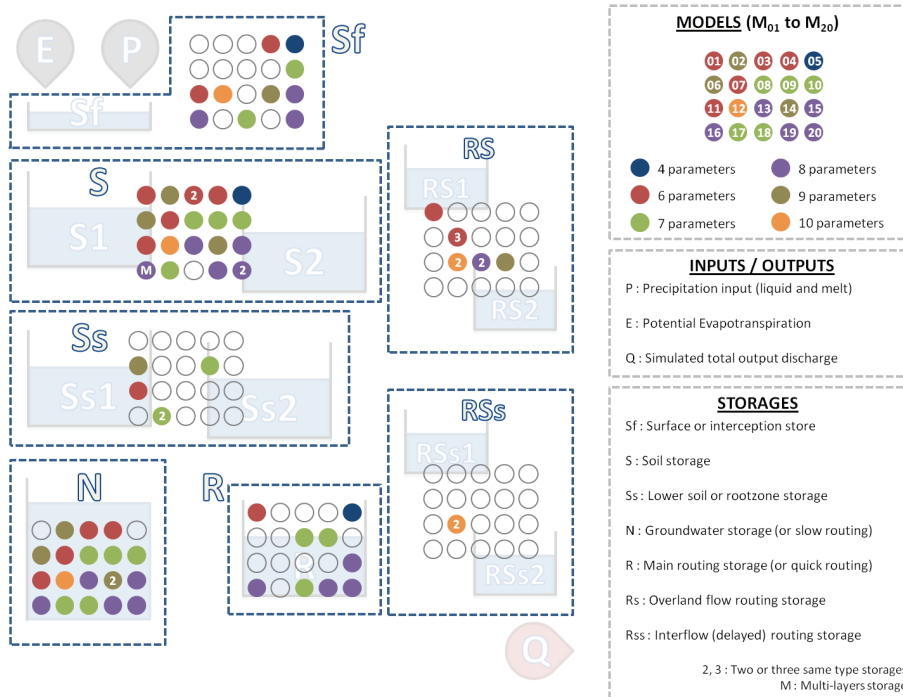 E
P
Sf
Sf
S
S1
2
S2
M
2
Ss
Ss1
Ss2
2
N
2
R
R
RS
RS1
3
2
2
RS2
RSs
RSs1
2
RSs2
Q
MODELS (M01 to M20)
01 02 03 04 05
06 07 08 09 10
11 12 13 14 15
16 17 18 19 20
4 parameters
8 parameters
6 parameters
9 parameters
7 parameters
10 parameters
INPUTS / OUTPUTS
P : Precipitation input (liquid and melt)
E : Potential Evapotranspiration
Q : Simulated total output discharge
STORAGES
Sf : Surface or interception store
S : Soil storage
Ss : Lower soil or rootzone storage
N : Groundwater storage (or slow routing)
R : Main routing storage (or quick routing)
Rs : Overland flow routing storage
Rss : Interflow (delayed) routing storage
2, 3 : Two or three same type storages
M : Multi-layers storage